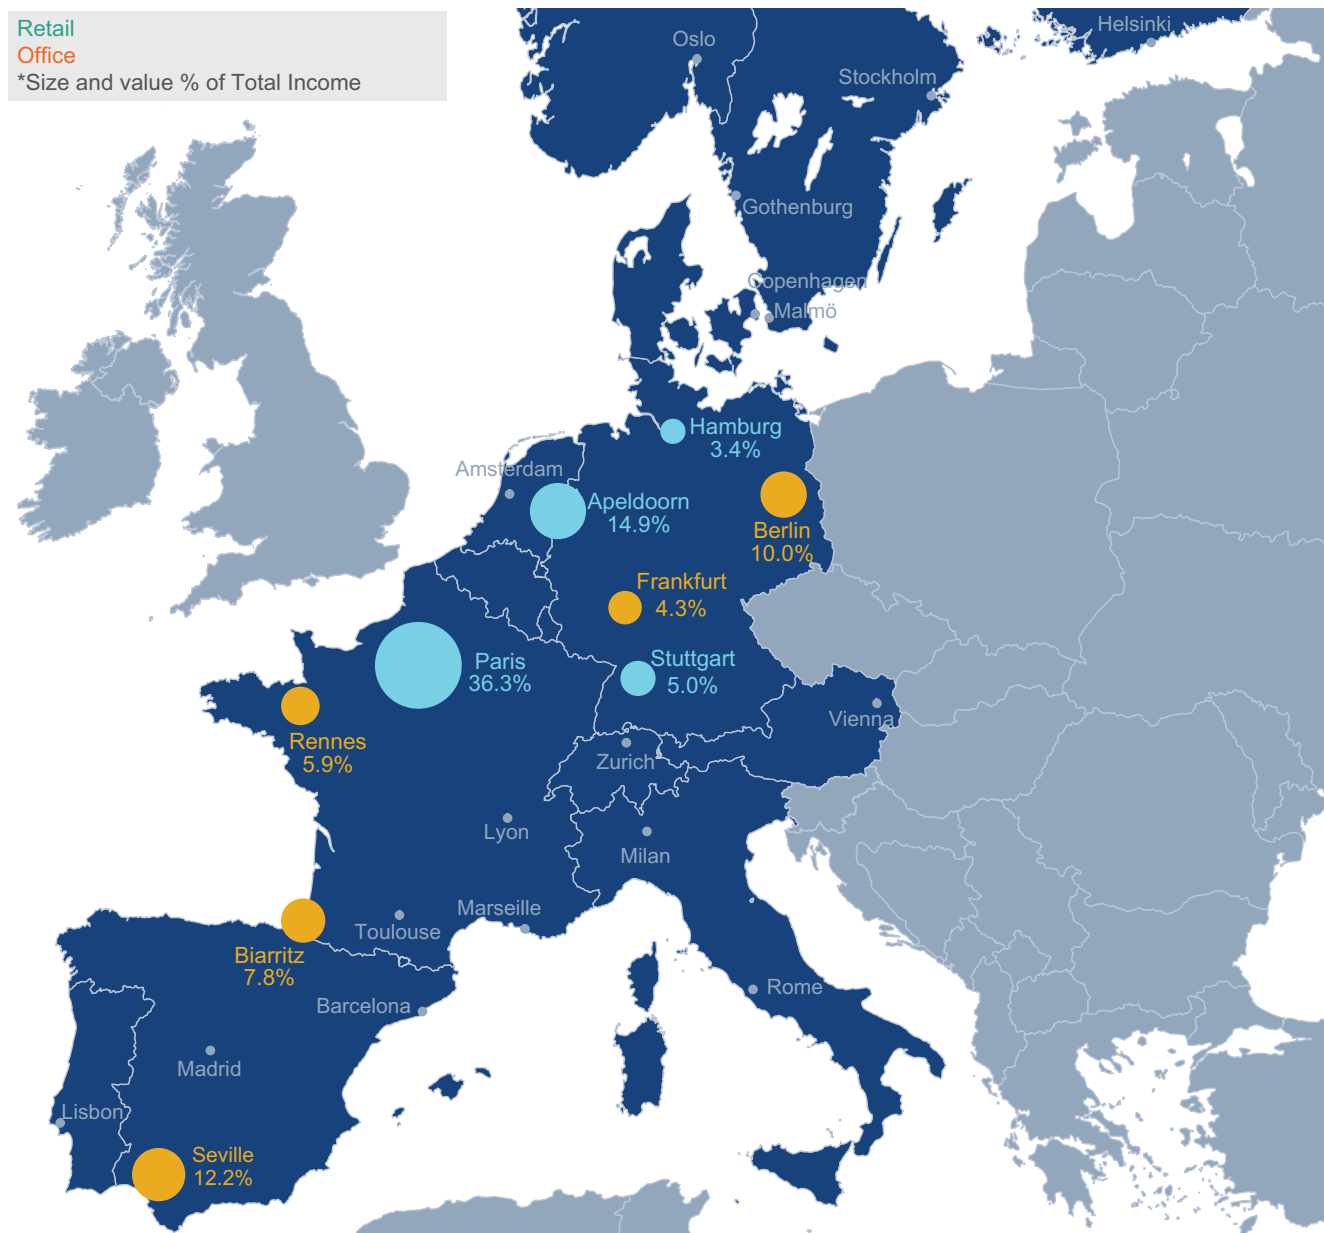 Retail
Office
*Size and value % of Total Income
Helsinki
Oslo
Stockholm
Gothenburg
Copenhagen
Malmö
Hamburg
3.4%
Amsterdam
Apeldoorn
14.9%
Berlin
10.0%
Frankfurt
4.3%
Paris
36.3%
Stuttgart
5.0%
Rennes
5.9%
Vienna
Zurich
Lyon
Milan
Marseille
Toulouse
Biarritz
7.8%
Barcelona
Rome
Madrid
Lisbon
Seville
12.2%